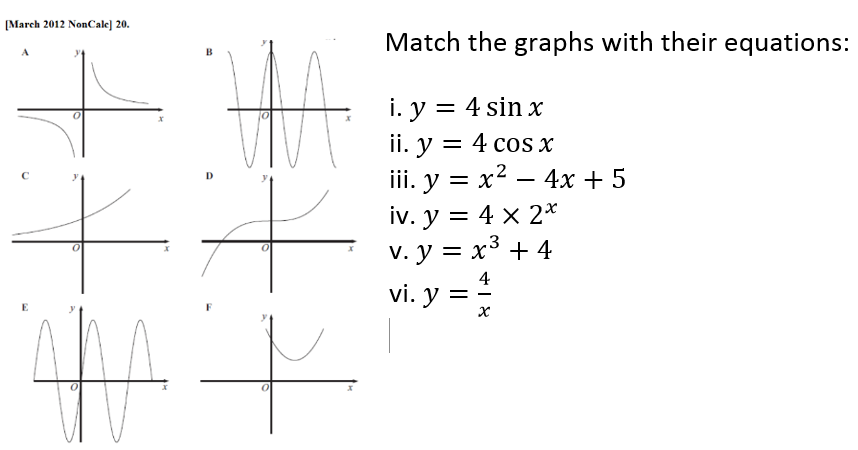 [March 2012 NonCalc] 20.
Match the graphs with their equations:
A
y
O
x
B
y
O
x
i. y = 4 sin x
ii. y = 4 cos x
iii. y = x² − 4x + 5
iv. y = 4 × 2ˣ
v. y = x³ + 4
vi. y = 4/x
C
y
O
x
D
y
O
x
E
y
O
x
F
y
O
x